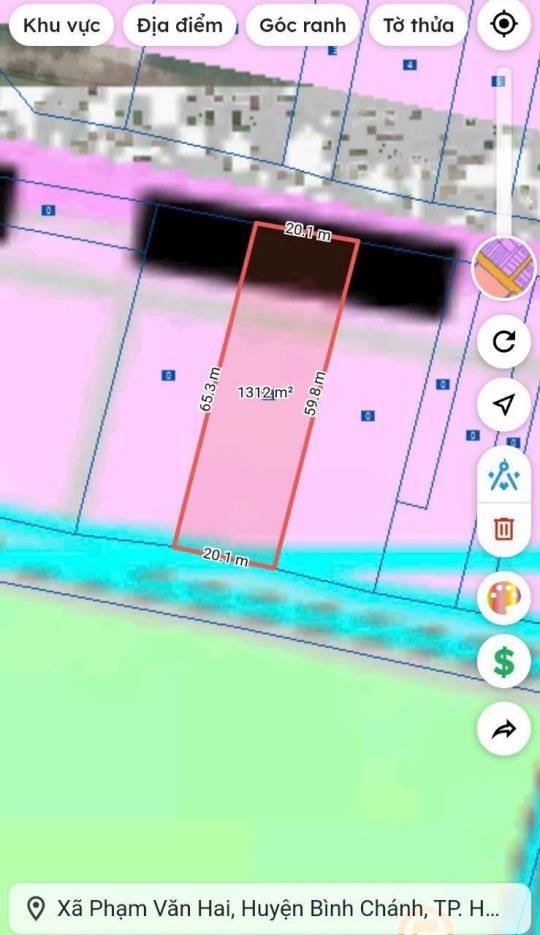 Khu vực
Địa điểm
Góc ranh
Tờ thửa
4
0
20.1 m
65.3 m
59.8 m
1312 m²
0
0
0
0
0
20.1 m
$
Xã Phạm Văn Hai, Huyện Bình Chánh, TP. H...